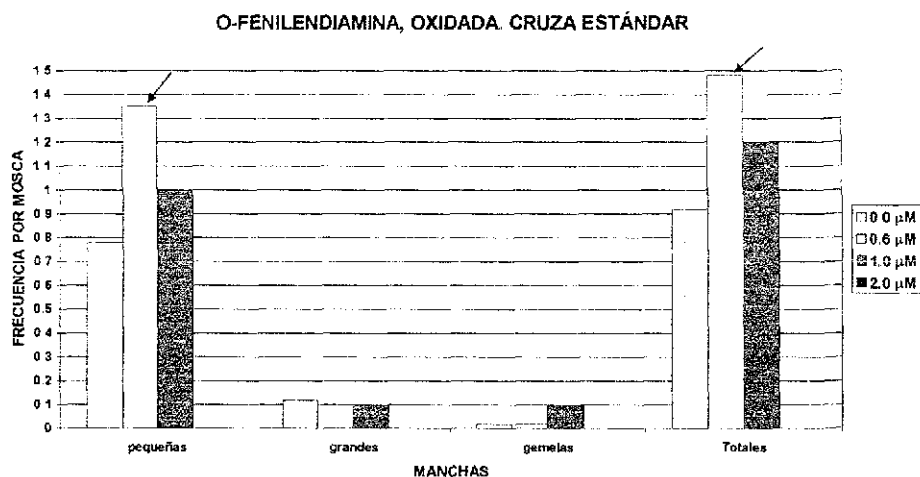 O-FENILENDIAMINA, OXIDADA. CRUZA ESTÁNDAR
FRECUENCIA POR MOSCA
1 5
1 4
1 3
1.2
1 1
1
0 9
0 8
0.7
0 6
0 5
0 4
0.3
0 2
0 1
0
pequeñas
grandes
gemelas
Totales
MANCHAS
0 0 µM
0.6 µM
1.0 µM
2.0 µM